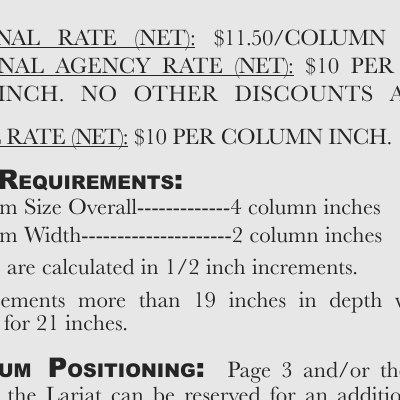 NAL RATE (NET): $11.50/COLUMN
NAL AGENCY RATE (NET): $10 PER
INCH. NO OTHER DISCOUNTS A
RATE (NET): $10 PER COLUMN INCH.
REQUIREMENTS:
m Size Overall-------------4 column inches
m Width---------------------2 column inches
are calculated in 1/2 inch increments.
ements more than 19 inches in depth
for 21 inches.
UM POSITIONING: Page 3 and/or th
the Lariat can be reserved for an additio